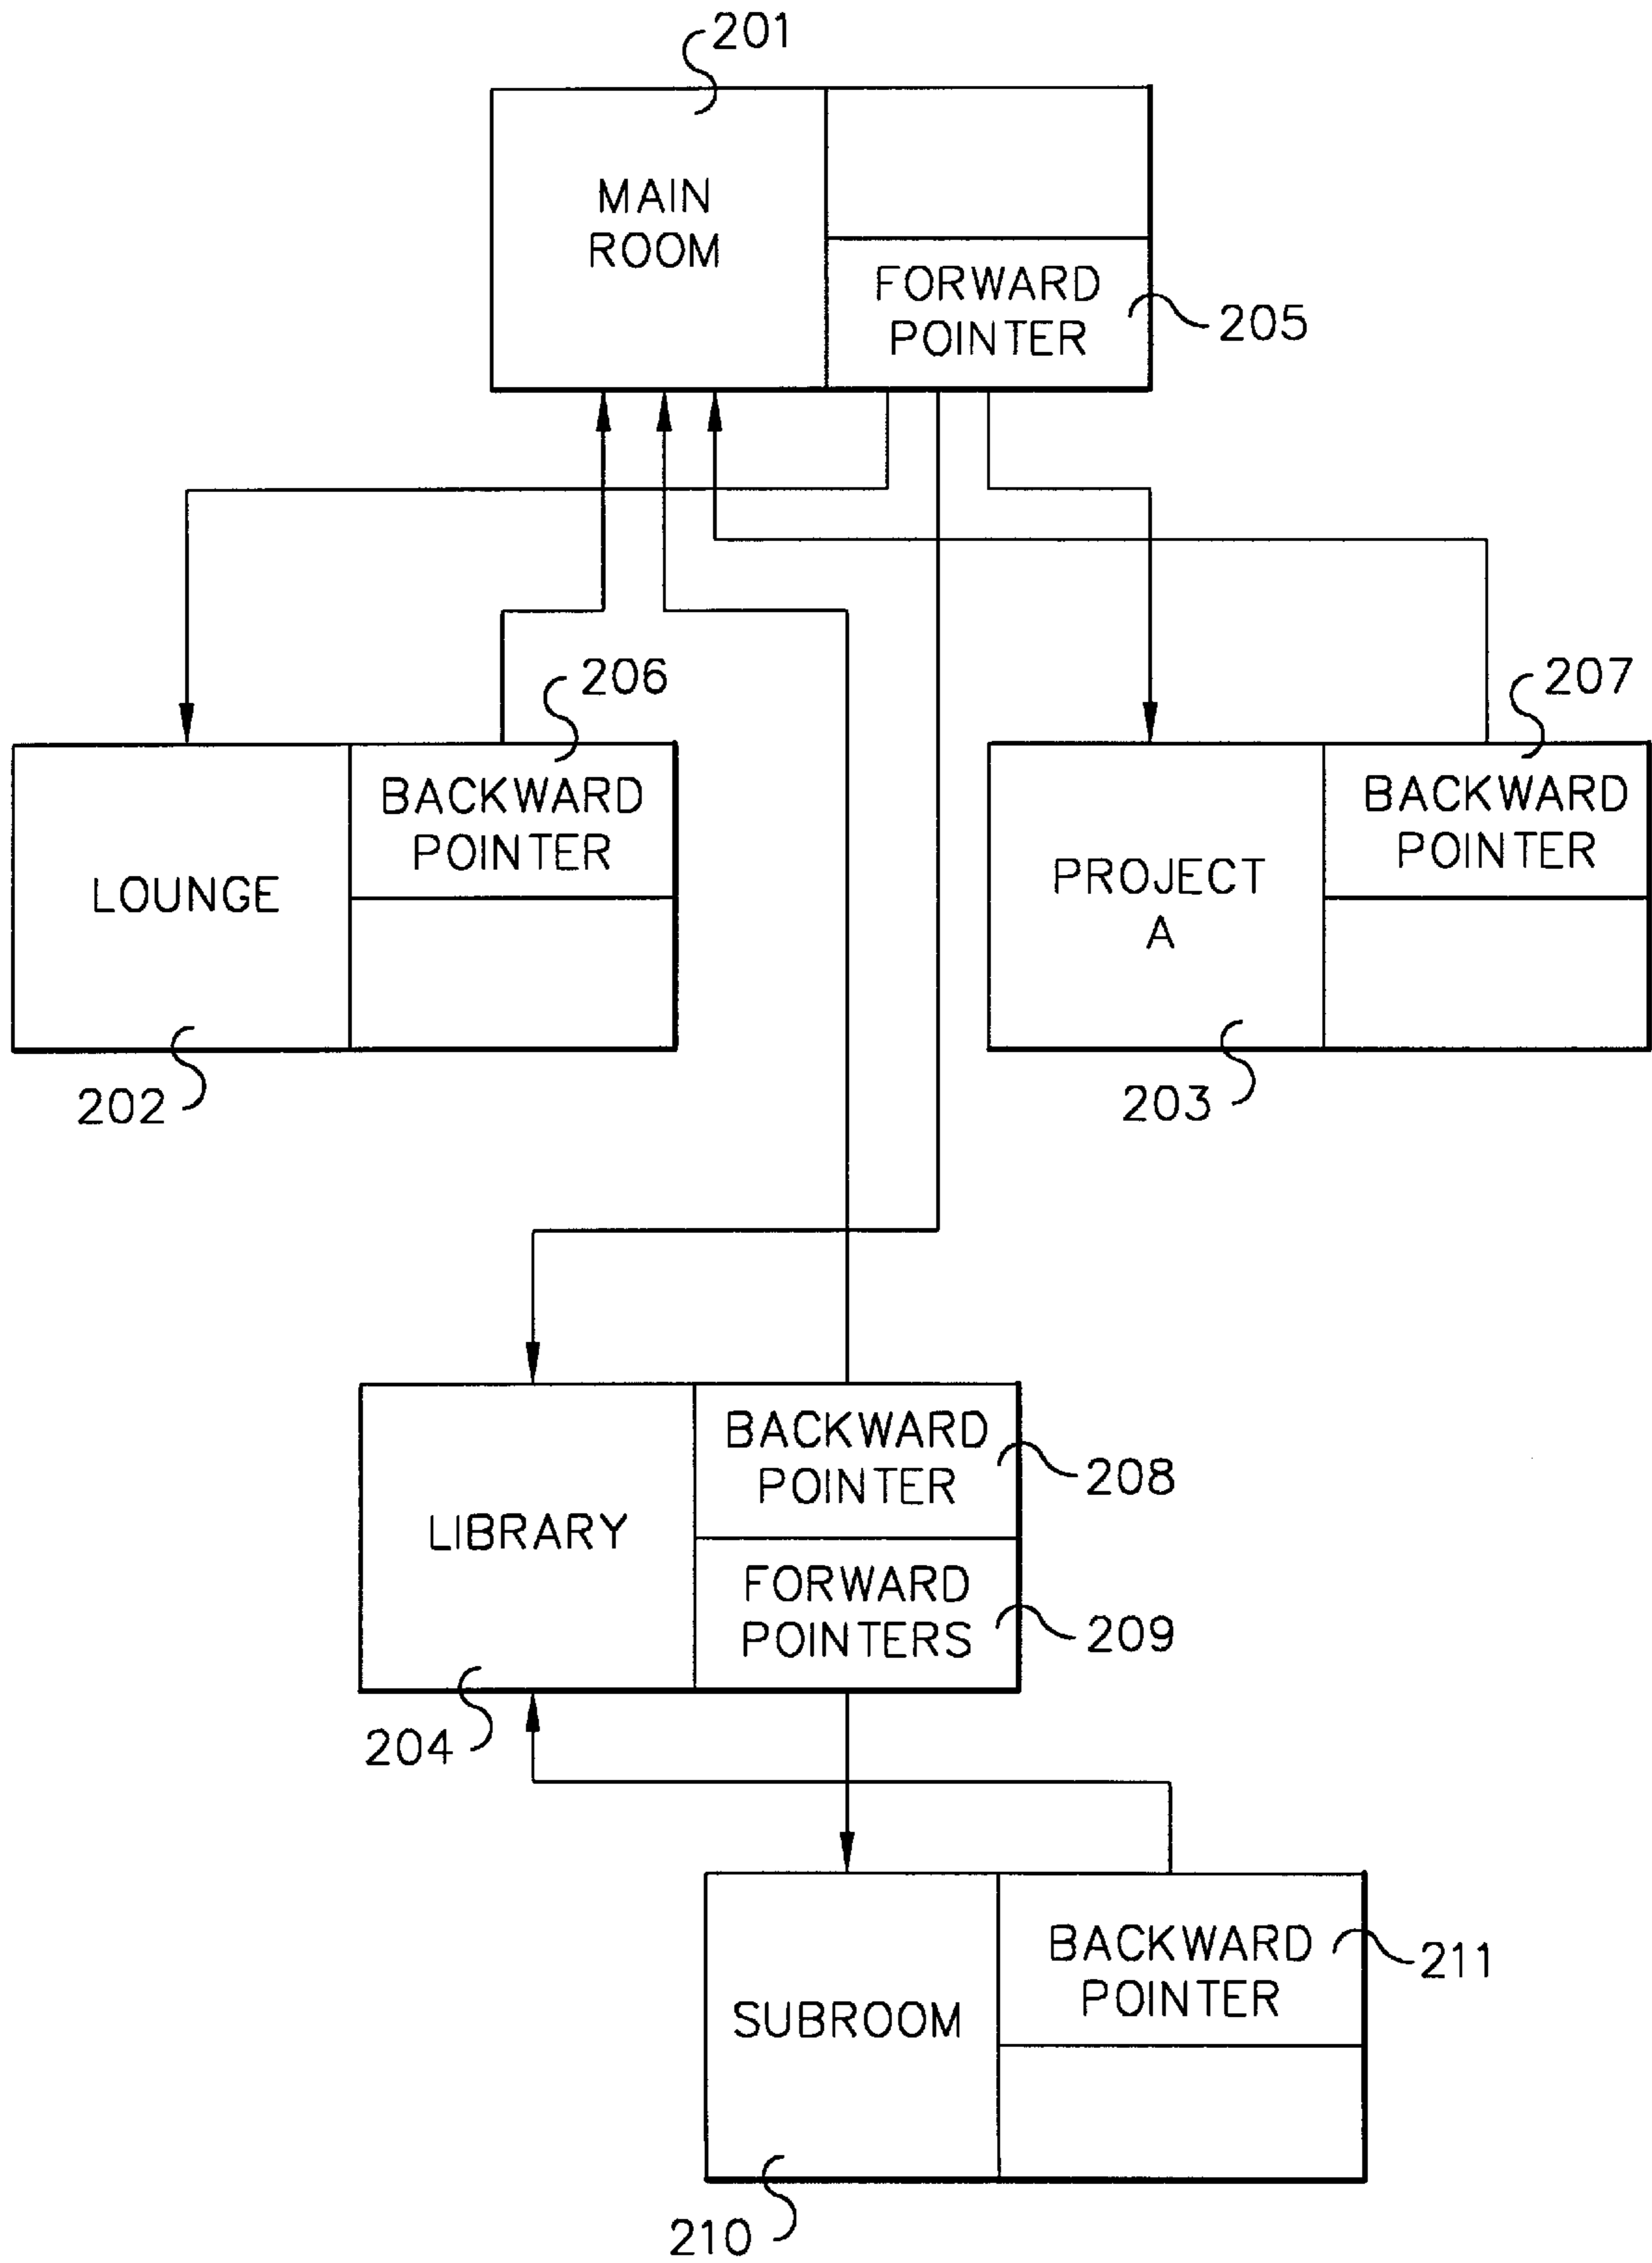 201
MAIN
ROOM
FORWARD
POINTER
205
206
207
LOUNGE
BACKWARD
POINTER
PROJECT
A
BACKWARD
POINTER
202
203
LIBRARY
BACKWARD
POINTER
208
FORWARD
POINTERS
209
204
SUBROOM
BACKWARD
POINTER
211
210